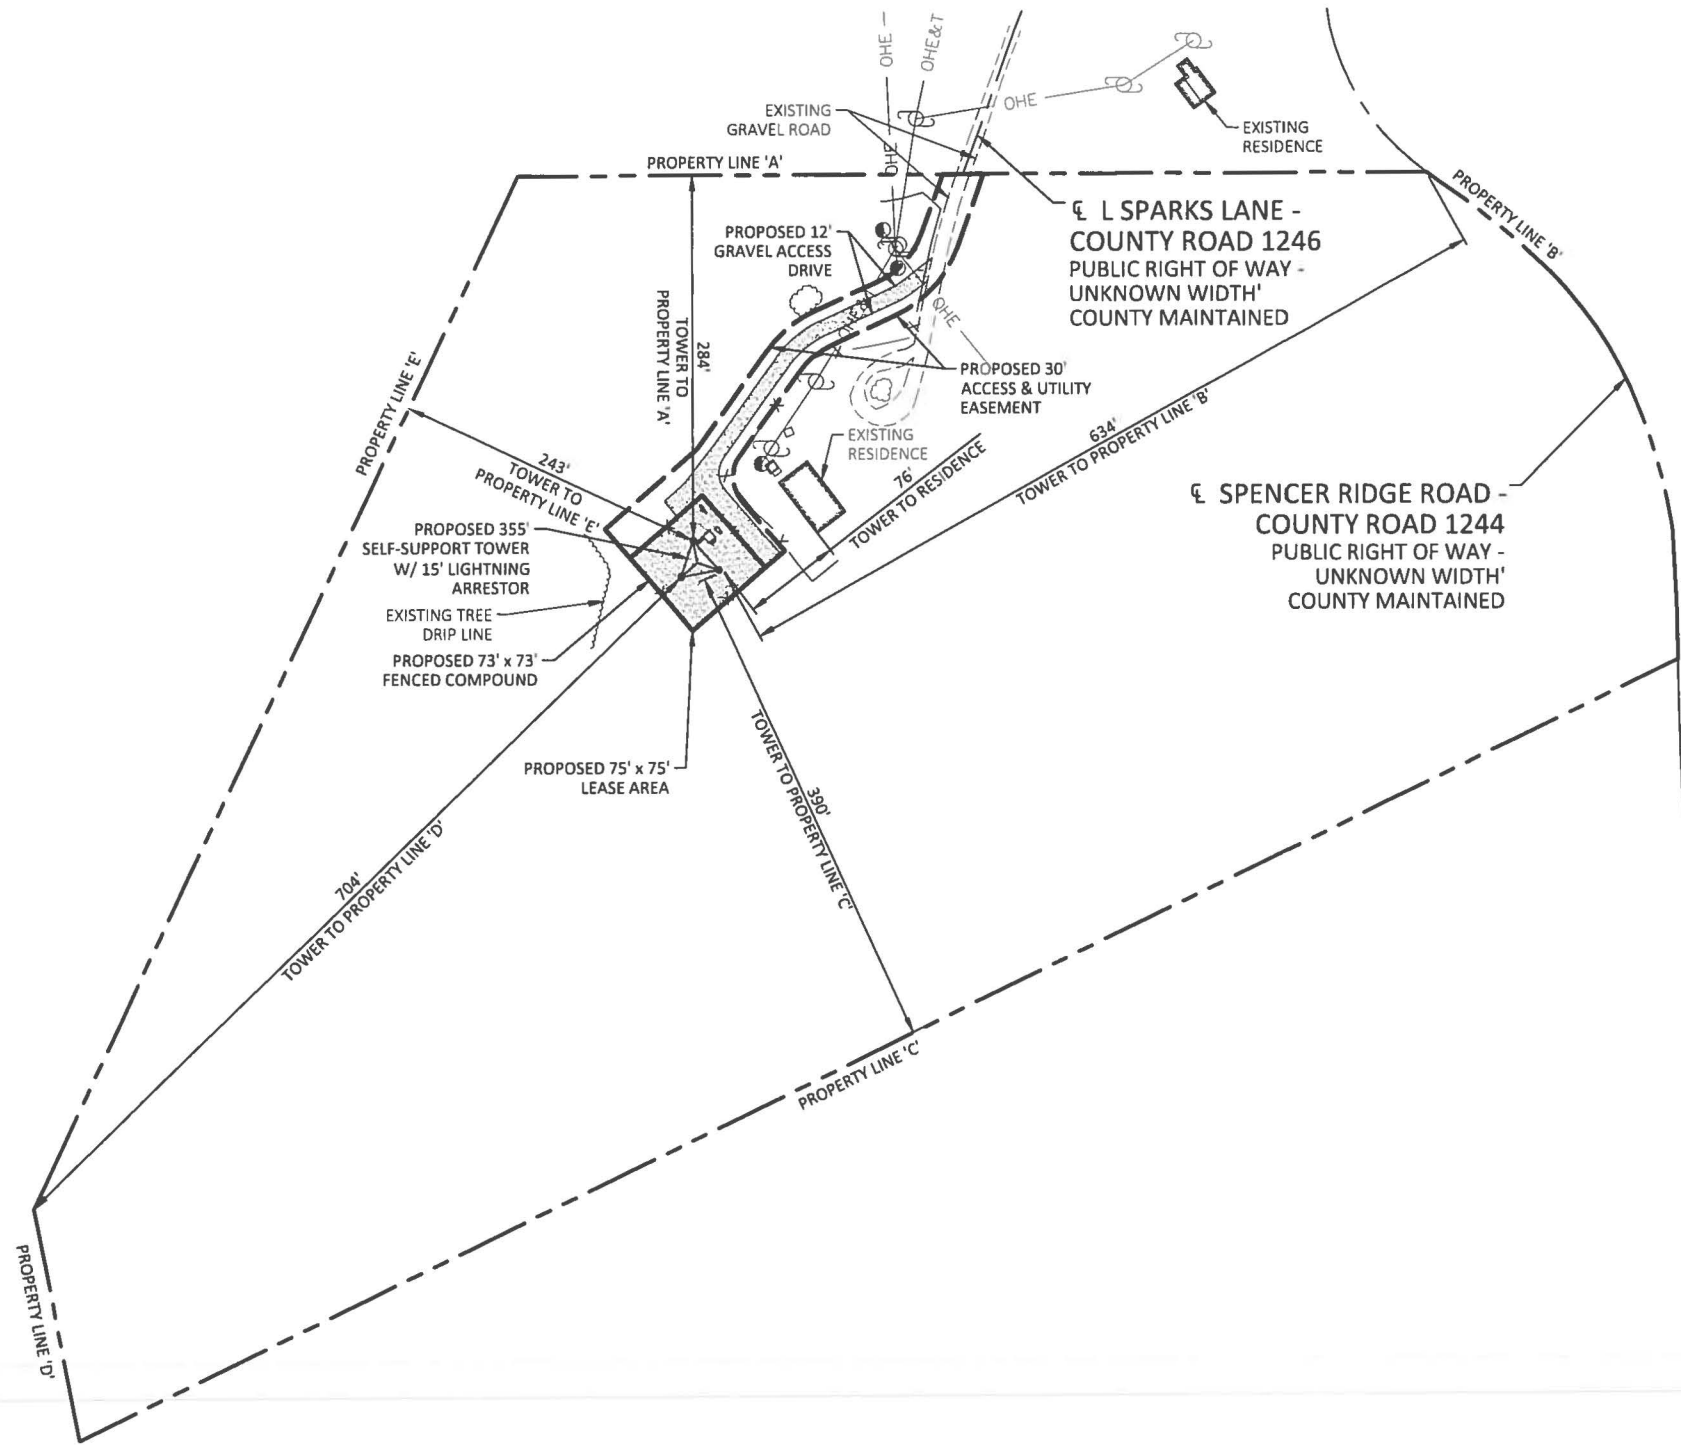 OHE
OHE&T
OHE
EXISTING
GRAVEL ROAD
EXISTING
RESIDENCE
PROPERTY LINE 'A'
OHE
PROPERTY LINE 'B'
℄ L SPARKS LANE -
COUNTY ROAD 1246
PUBLIC RIGHT OF WAY -
UNKNOWN WIDTH'
COUNTY MAINTAINED
PROPOSED 12'
GRAVEL ACCESS
DRIVE
284'
TOWER TO
PROPERTY LINE 'A'
OHE
PROPOSED 30'
ACCESS & UTILITY
EASEMENT
PROPERTY LINE 'E'
243'
TOWER TO
PROPERTY LINE 'E'
EXISTING
RESIDENCE
76'
TOWER TO RESIDENCE
634'
TOWER TO PROPERTY LINE 'B'
℄ SPENCER RIDGE ROAD -
COUNTY ROAD 1244
PUBLIC RIGHT OF WAY -
UNKNOWN WIDTH'
COUNTY MAINTAINED
PROPOSED 355'
SELF-SUPPORT TOWER
W/ 15' LIGHTNING
ARRESTOR
EXISTING TREE
DRIP LINE
PROPOSED 73' x 73'
FENCED COMPOUND
PROPOSED 75' x 75'
LEASE AREA
390'
TOWER TO PROPERTY LINE 'C'
704'
TOWER TO PROPERTY LINE 'D'
PROPERTY LINE 'C'
PROPERTY LINE 'D'